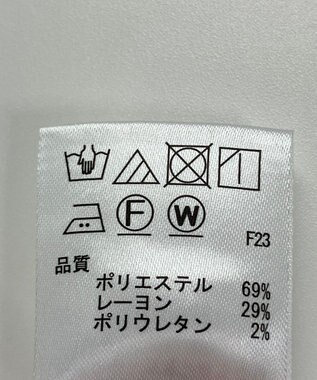 F W
F23
品質
ポリエステル 69%
レーヨン 29%
ポリウレタン 2%